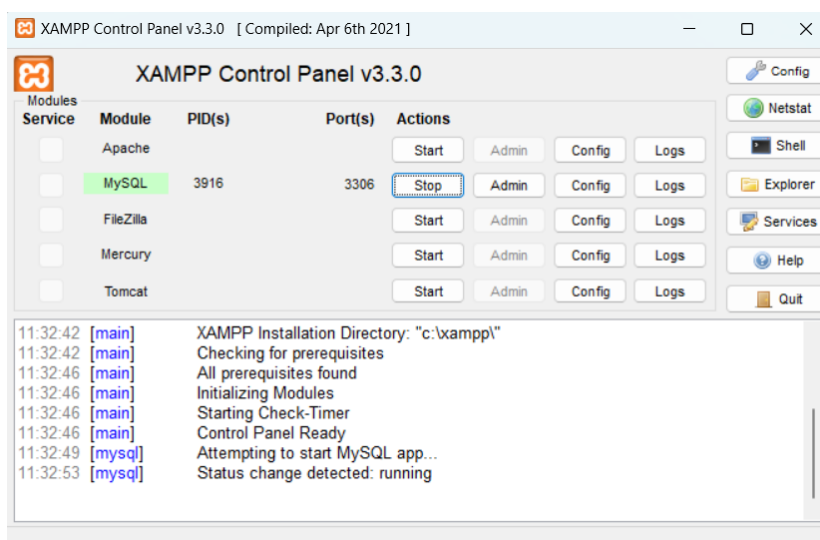 XAMPP Control Panel v3.3.0 [ Compiled: Apr 6th 2021 ]
XAMPP Control Panel v3.3.0
Config
Modules
Service Module PID(s) Port(s) Actions
Netstat
Apache Start Admin Config Logs
Shell
MySQL 3916 3306 Stop Admin Config Logs
Explorer
FileZilla Start Admin Config Logs
Services
Mercury Start Admin Config Logs
Help
Tomcat Start Admin Config Logs
Quit
11:32:42 [main] XAMPP Installation Directory: "c:\xampp\"
11:32:42 [main] Checking for prerequisites
11:32:46 [main] All prerequisites found
11:32:46 [main] Initializing Modules
11:32:46 [main] Starting Check-Timer
11:32:46 [main] Control Panel Ready
11:32:49 [mysql] Attempting to start MySQL app...
11:32:53 [mysql] Status change detected: running